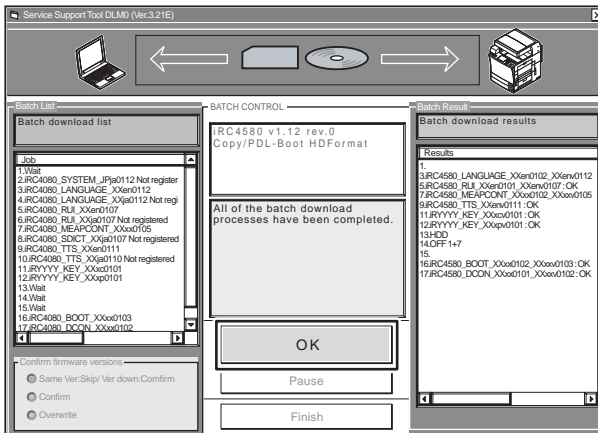 Service Support Tool DLM0 (Ver.3.21E)
Batch List
Batch download list
Job
1.Wait
2.iRC4080_SYSTEM_JPja0112 Not register
3.iRC4080_LANGUAGE_XXen0112
4.iRC4080_LANGUAGE_XXja0112 Not regi
5.iRC4080_RUI_XXen0107
6.iRC4080_RUI_XXja0107 Not registered
7.iRC4080_MEAPCONT_XXxx0105
8.iRC4080_SDICT_XXja0107 Not registered
9.iRC4080_TTS_XXen0111
10.iRC4080_TTS_XXja0110 Not registered
11.iRYYYY_KEY_XXxc0101
12.iRYYYY_KEY_XXxp0101
13.Wait
14.Wait
15.Wait
16.iRC4080_BOOT_XXxx0103
17.iRC4080_DCON_XXxx0102
Confirm firmware versions
Same Ver:Skip/ Ver down:Comfirm
Confirm
Overwrite
BATCH CONTROL
iRC4580 v1.12 rev.0
Copy/PDL-Boot HDFormat
All of the batch download
processes have been completed.
OK
Pause
Finish
Batch Result
Batch download results
Results
1.
3.iRC4580_LANGUAGE_XXen0102_XXenv0112
5.iRC4580_RUI_XXen0101_XXenv0107 : OK
7.iRC4580_MEAPCONT_XXxx0102_XXxxv0105
9.iRC4580_TTS_XXenv0111 : OK
11.iRYYYY_KEY_XXxcv0101 : OK
12.iRYYYY_KEY_XXxpv0101 : OK
13.HDD
14.OFF 1+7
15.
16.iRC4580_BOOT_XXxx0102_XXxxv0103 : OK
17.iRC4580_DCON_XXxx0101_XXxxv0102 : OK